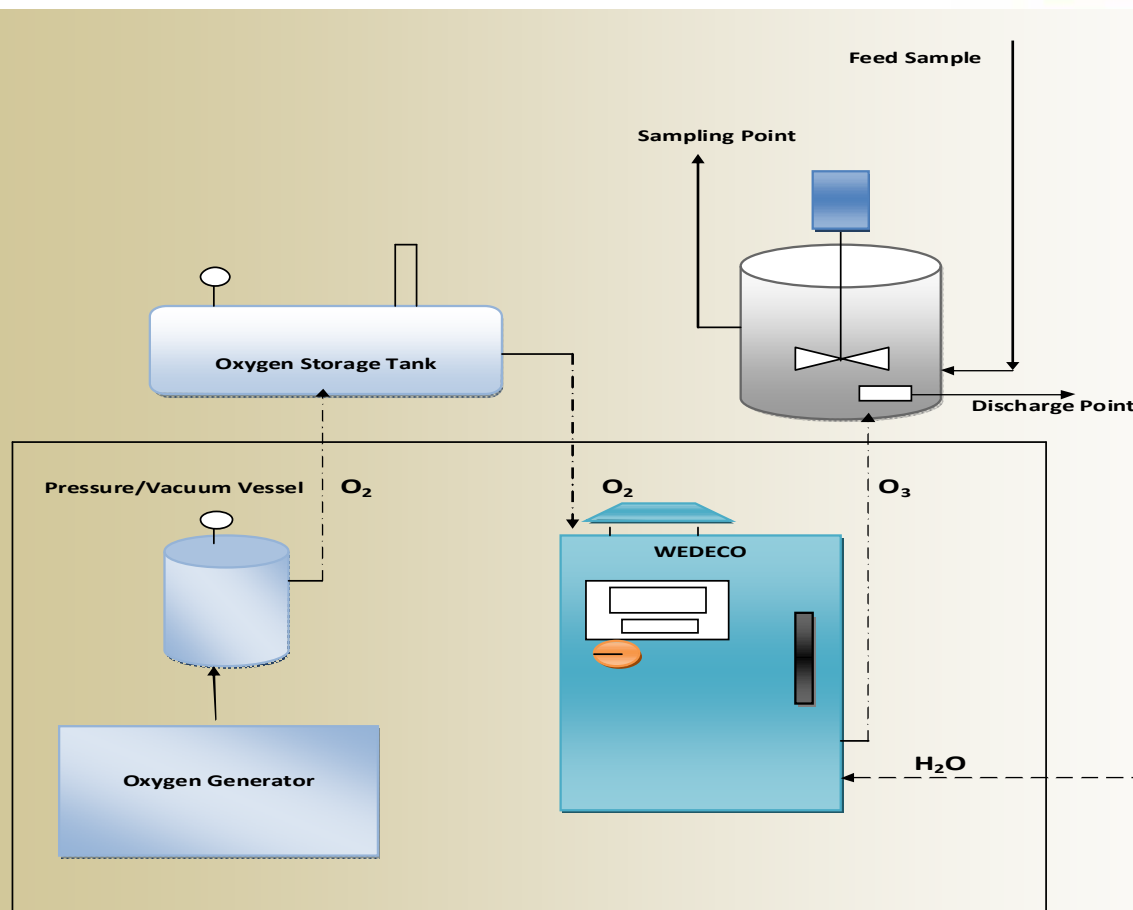 Feed Sample
Sampling Point
Oxygen Storage Tank
Discharge Point
Pressure/Vacuum Vessel
O₂
O₂
O₃
WEDECO
H₂O
Oxygen Generator